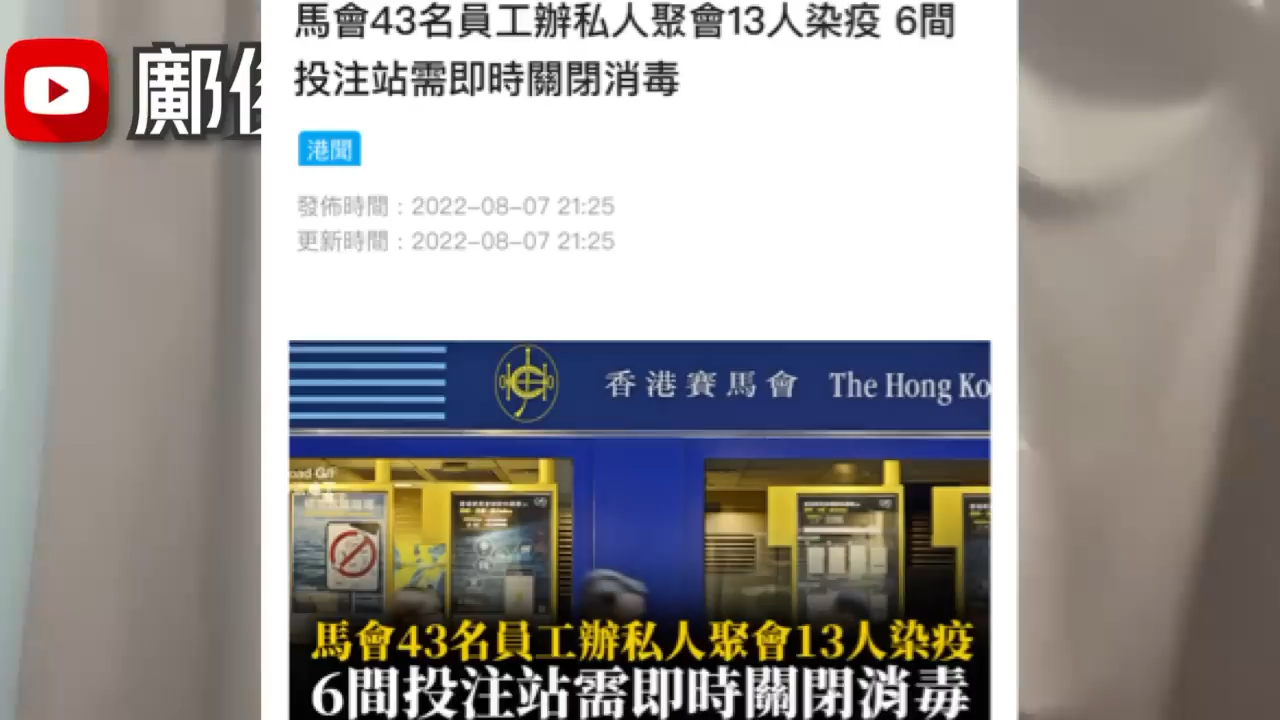 馬會43名員工辦私人聚會13人染疫 6間
投注站需即時關閉消毒
鄺俊
港聞
發佈時間：2022-08-07 21:25
更新時間：2022-08-07 21:25
香港賽馬會 The Hong Ko
oad G/F
馬會43名員工辦私人聚會13人染疫
6間投注站需即時關閉消毒